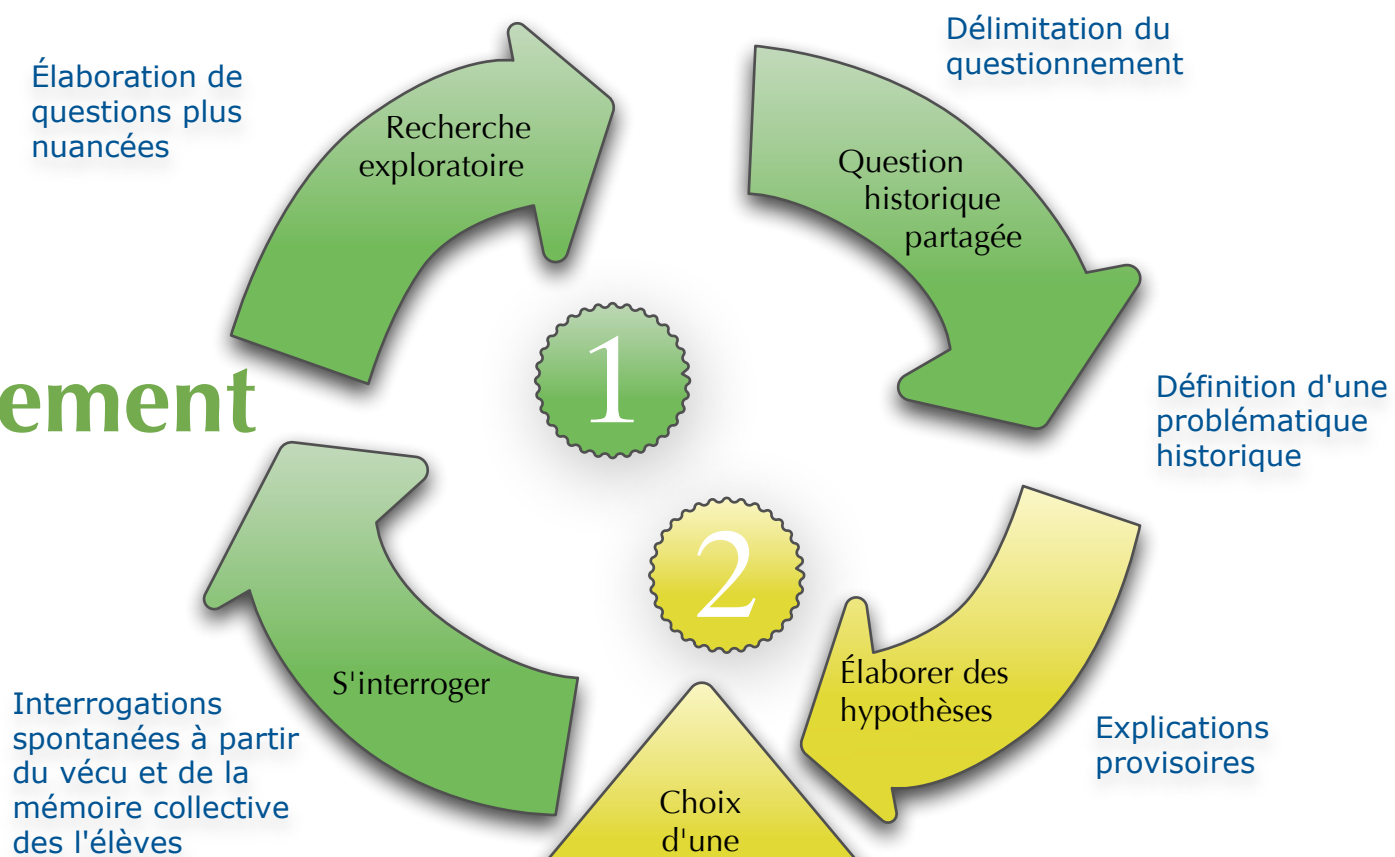 Délimitation du
questionnement
Élaboration de
questions plus
nuancées
Recherche
exploratoire
Question
historique
partagée
1
ement
Définition d'une
problématique
historique
2
S'interroger
Élaborer des
hypothèses
Interrogations
spontanées à partir
du vécu et de la
mémoire collective
des l'élèves
Explications
provisoires
Choix
d'une